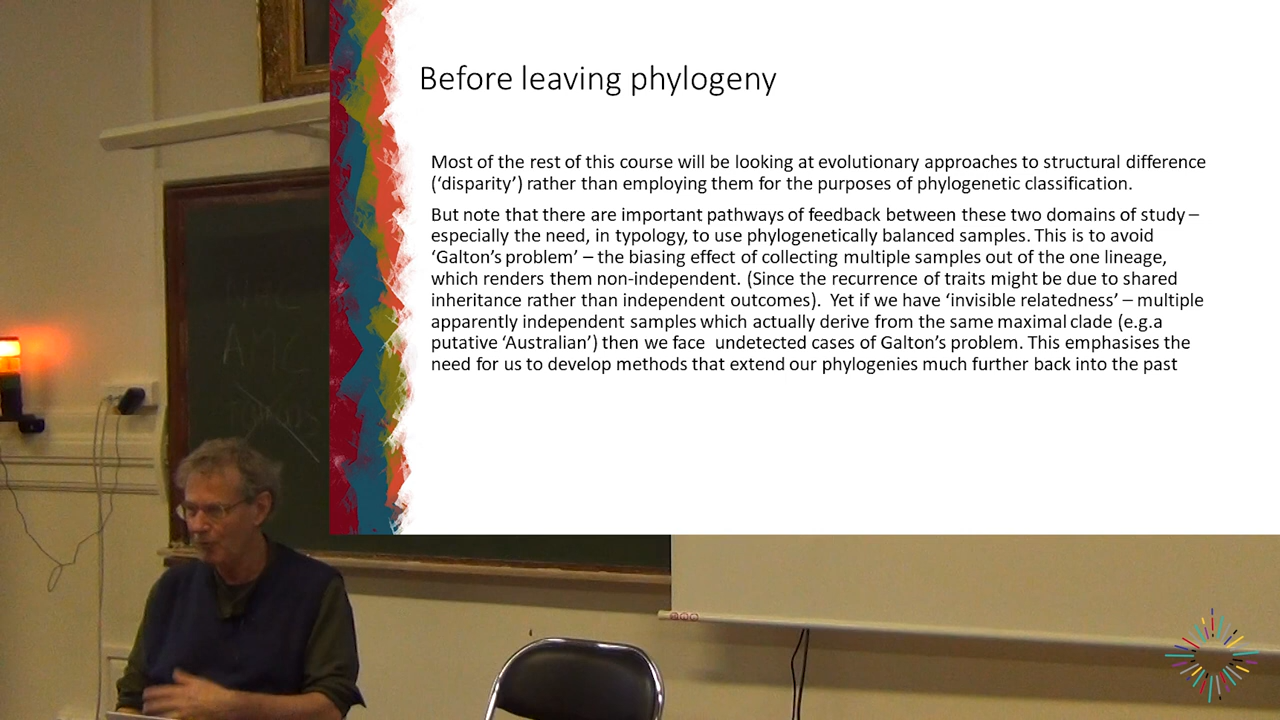 Before leaving phylogeny
Most of the rest of this course will be looking at evolutionary approaches to structural difference
(‘disparity’) rather than employing them for the purposes of phylogenetic classification.
But note that there are important pathways of feedback between these two domains of study –
especially the need, in typology, to use phylogenetically balanced samples. This is to avoid
‘Galton’s problem’ – the biasing effect of collecting multiple samples out of the one lineage,
which renders them non-independent. (Since the recurrence of traits might be due to shared
inheritance rather than independent outcomes). Yet if we have ‘invisible relatedness’ – multiple
apparently independent samples which actually derive from the same maximal clade (e.g.a
putative ‘Australian’) then we face undetected cases of Galton’s problem. This emphasises the
need for us to develop methods that extend our phylogenies much further back into the past
AMC